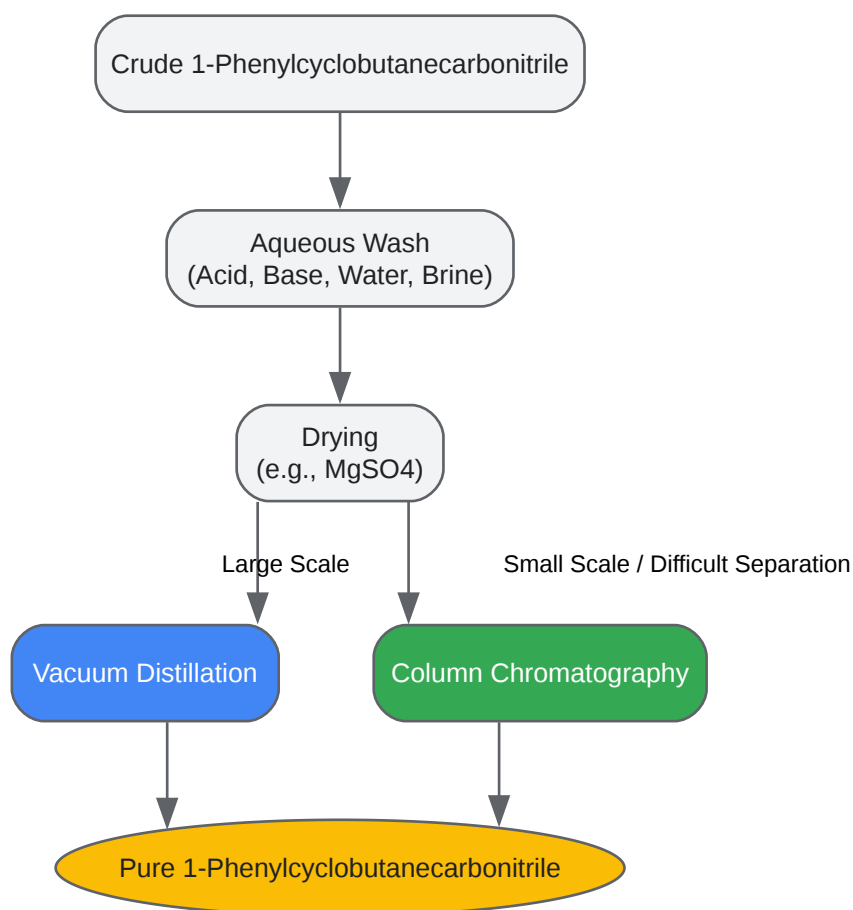 Crude 1-Phenylcyclobutanecarbonitrile
Aqueous Wash
(Acid, Base, Water, Brine)
Drying
(e.g., MgSO4)
Large Scale
Small Scale / Difficult Separation
Vacuum Distillation
Column Chromatography
Pure 1-Phenylcyclobutanecarbonitrile